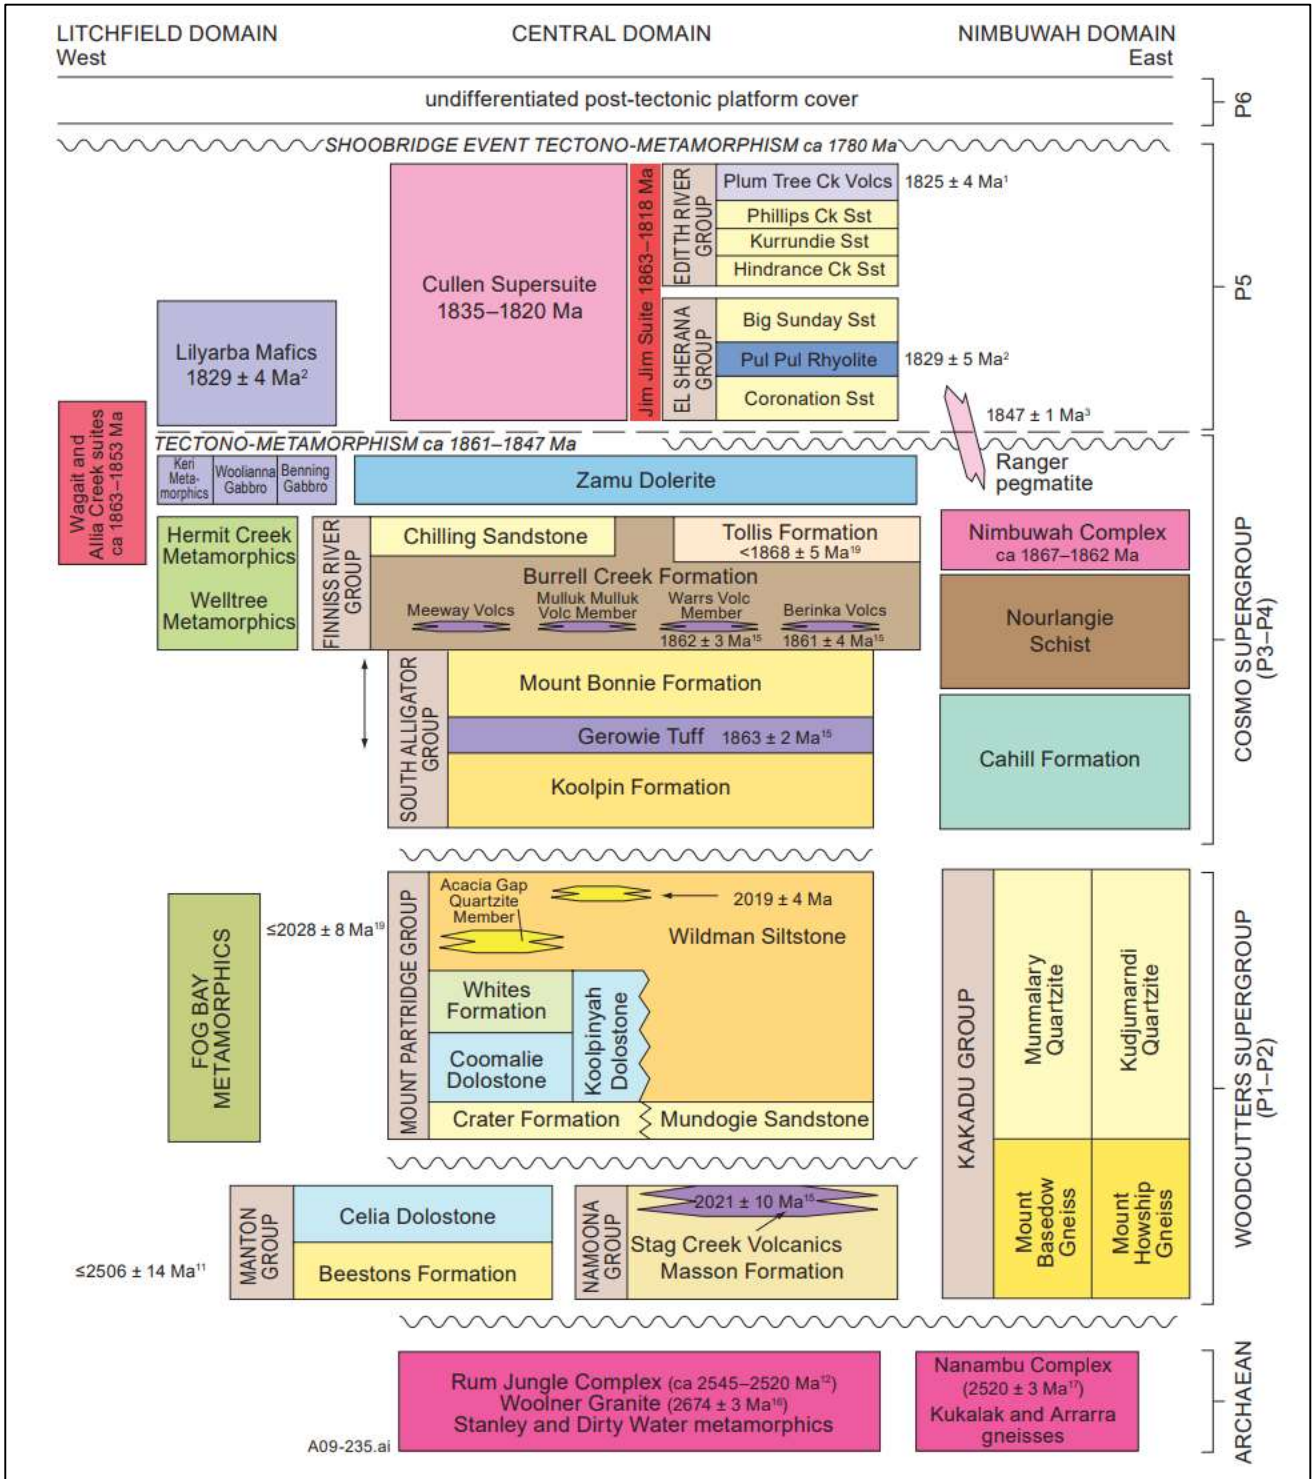 LITCHFIELD DOMAIN
West
CENTRAL DOMAIN
NIMBUWAH DOMAIN
East
undifferentiated post-tectonic platform cover
P6
SHOOBRIDGE EVENT TECTONO-METAMORPHISM ca 1780 Ma
Cullen Supersuite
1835–1820 Ma
Jim Jim Suite 1863–1818 Ma
EDITTH RIVER
GROUP
Plum Tree Ck Volcs
1825 ± 4 Ma¹
Phillips Ck Sst
Kurrundie Sst
Hindrance Ck Sst
P5
EL SHERANA
GROUP
Big Sunday Sst
Pul Pul Rhyolite
1829 ± 5 Ma²
Coronation Sst
Lilyarba Mafics
1829 ± 4 Ma²
1847 ± 1 Ma³
Ranger
pegmatite
Wagait and
Allia Creek suites
ca 1863–1853 Ma
TECTONO-METAMORPHISM ca 1861–1847 Ma
Keri
Meta-
morphics
Woolianna
Gabbro
Benning
Gabbro
Zamu Dolerite
Hermit Creek
Metamorphics
Welltree
Metamorphics
FINNISS RIVER
GROUP
Chilling Sandstone
Tollis Formation
<1868 ± 5 Ma¹⁹
Burrell Creek Formation
Meeway Volcs
Mulluk Mulluk
Volc Member
Warrs Volc
Member
1862 ± 3 Ma¹⁵
Berinka Volcs
1861 ± 4 Ma¹⁵
Nimbuwah Complex
ca 1867–1862 Ma
Nourlangie
Schist
Cahill Formation
COSMO SUPERGROUP
(P3–P4)
SOUTH ALLIGATOR
GROUP
Mount Bonnie Formation
Gerowie Tuff 1863 ± 2 Ma¹⁵
Koolpin Formation
FOG BAY
METAMORPHICS
≤2028 ± 8 Ma¹⁹
MOUNT PARTRIDGE GROUP
Acacia Gap
Quartzite
Member
2019 ± 4 Ma
Wildman Siltstone
Whites
Formation
Coomalie
Dolostone
Koolpinyah
Dolostone
Crater Formation
Mundogie Sandstone
KAKADU GROUP
Munmalary
Quartzite
Kudjumarndi
Quartzite
Mount
Basedow
Gneiss
Mount
Howship
Gneiss
WOODCUTTERS SUPERGROUP
(P1–P2)
≤2506 ± 14 Ma¹¹
MANTON
GROUP
Celia Dolostone
Beestons Formation
NAMOONA
GROUP
2021 ± 10 Ma¹⁵
Stag Creek Volcanics
Masson Formation
Rum Jungle Complex (ca 2545–2520 Ma¹²)
Woolner Granite (2674 ± 3 Ma¹⁶)
Stanley and Dirty Water metamorphics
Nanambu Complex
(2520 ± 3 Ma¹⁷)
Kukalak and Arrarra
gneisses
ARCHAEAN
A09-235.ai